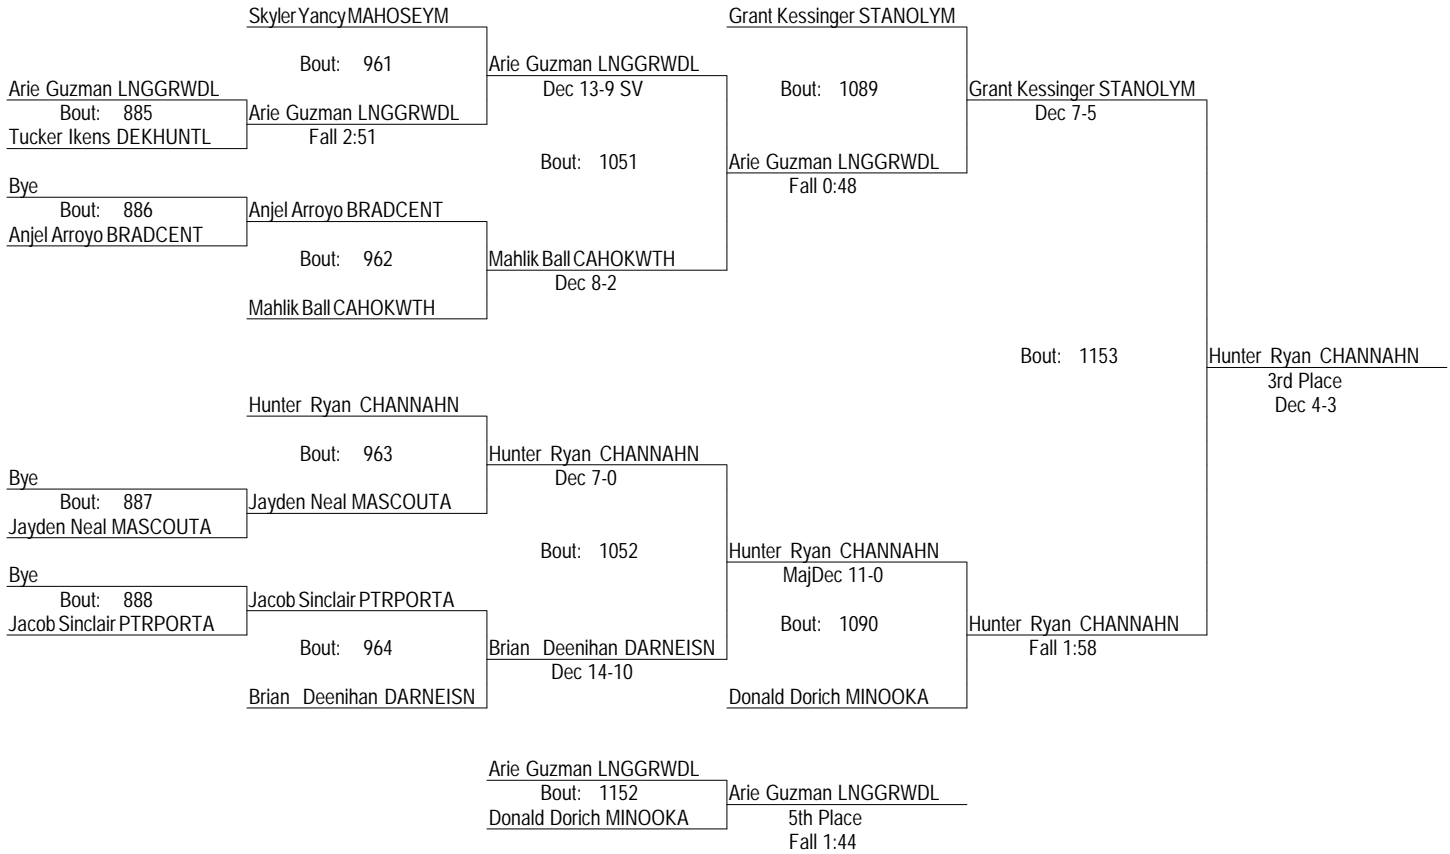 Skyler Yancy MAHOSEYM
Grant Kessinger STANOLYM
Bout: 961
Arie Guzman LNGGRWDL
Dec 13-9 SV
Arie Guzman LNGGRWDL
Bout: 885
Tucker Ikens DEKHUNTL
Arie Guzman LNGGRWDL
Fall 2:51
Bout: 1089
Grant Kessinger STANOLYM
Dec 7-5
Bout: 1051
Arie Guzman LNGGRWDL
Fall 0:48
Bye
Bout: 886
Anjel Arroyo BRADCENT
Anjel Arroyo BRADCENT
Bout: 962
Mahlik Ball CAHOKWTH
Dec 8-2
Mahlik Ball CAHOKWTH
Bout: 1153
Hunter Ryan CHANNAHN
3rd Place
Dec 4-3
Hunter Ryan CHANNAHN
Bout: 963
Hunter Ryan CHANNAHN
Dec 7-0
Bye
Bout: 887
Jayden Neal MASCOUTA
Jayden Neal MASCOUTA
Bout: 1052
Hunter Ryan CHANNAHN
MajDec 11-0
Bye
Bout: 888
Jacob Sinclair PTRPORTA
Jacob Sinclair PTRPORTA
Bout: 964
Brian Deenihan DARNEISN
Dec 14-10
Brian Deenihan DARNEISN
Bout: 1090
Hunter Ryan CHANNAHN
Fall 1:58
Donald Dorich MINOOKA
Arie Guzman LNGGRWDL
Bout: 1152
Donald Dorich MINOOKA
Arie Guzman LNGGRWDL
5th Place
Fall 1:44